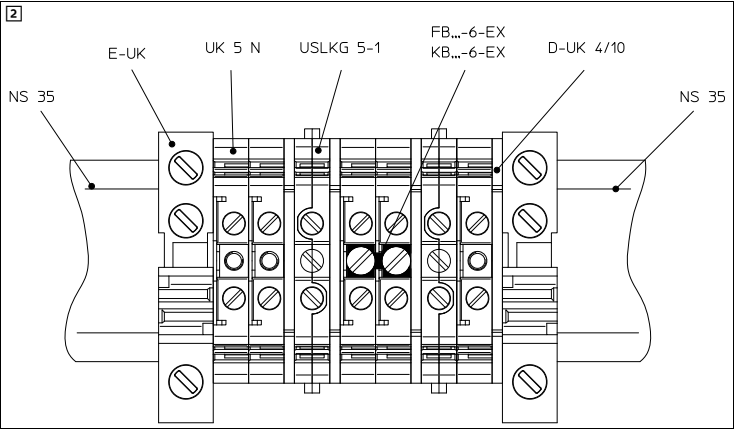 2
FB...-6-EX
E-UK UK 5 N USLKG 5-1 KB...-6-EX D-UK 4/10
NS 35 NS 35